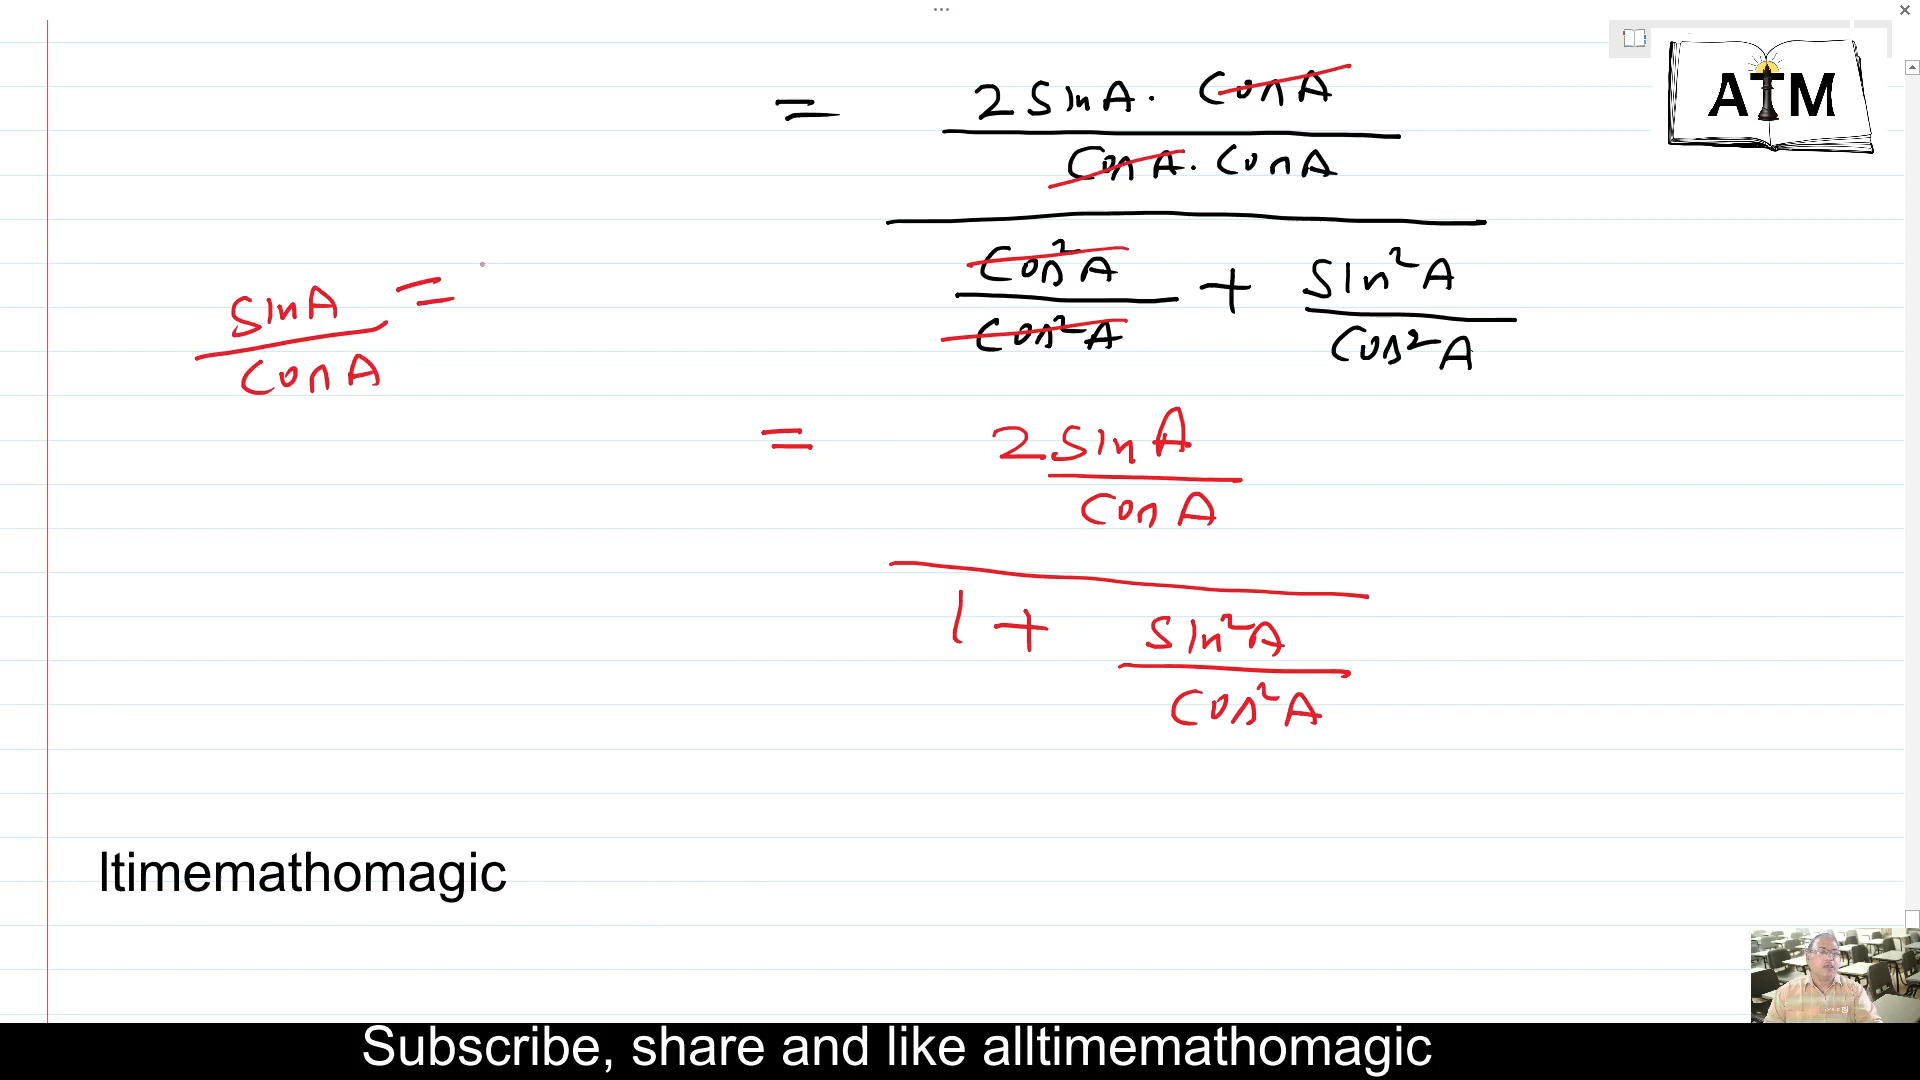 ...
ATM
= 2 sinA. cosA
cosA. cosA
cos²A + sin²A
cos²A cos²A
sinA =
cosA
= 2 sinA
cosA
1 + sin²A
cos²A
ltimemathomagic
Subscribe, share and like alltimemathomagic